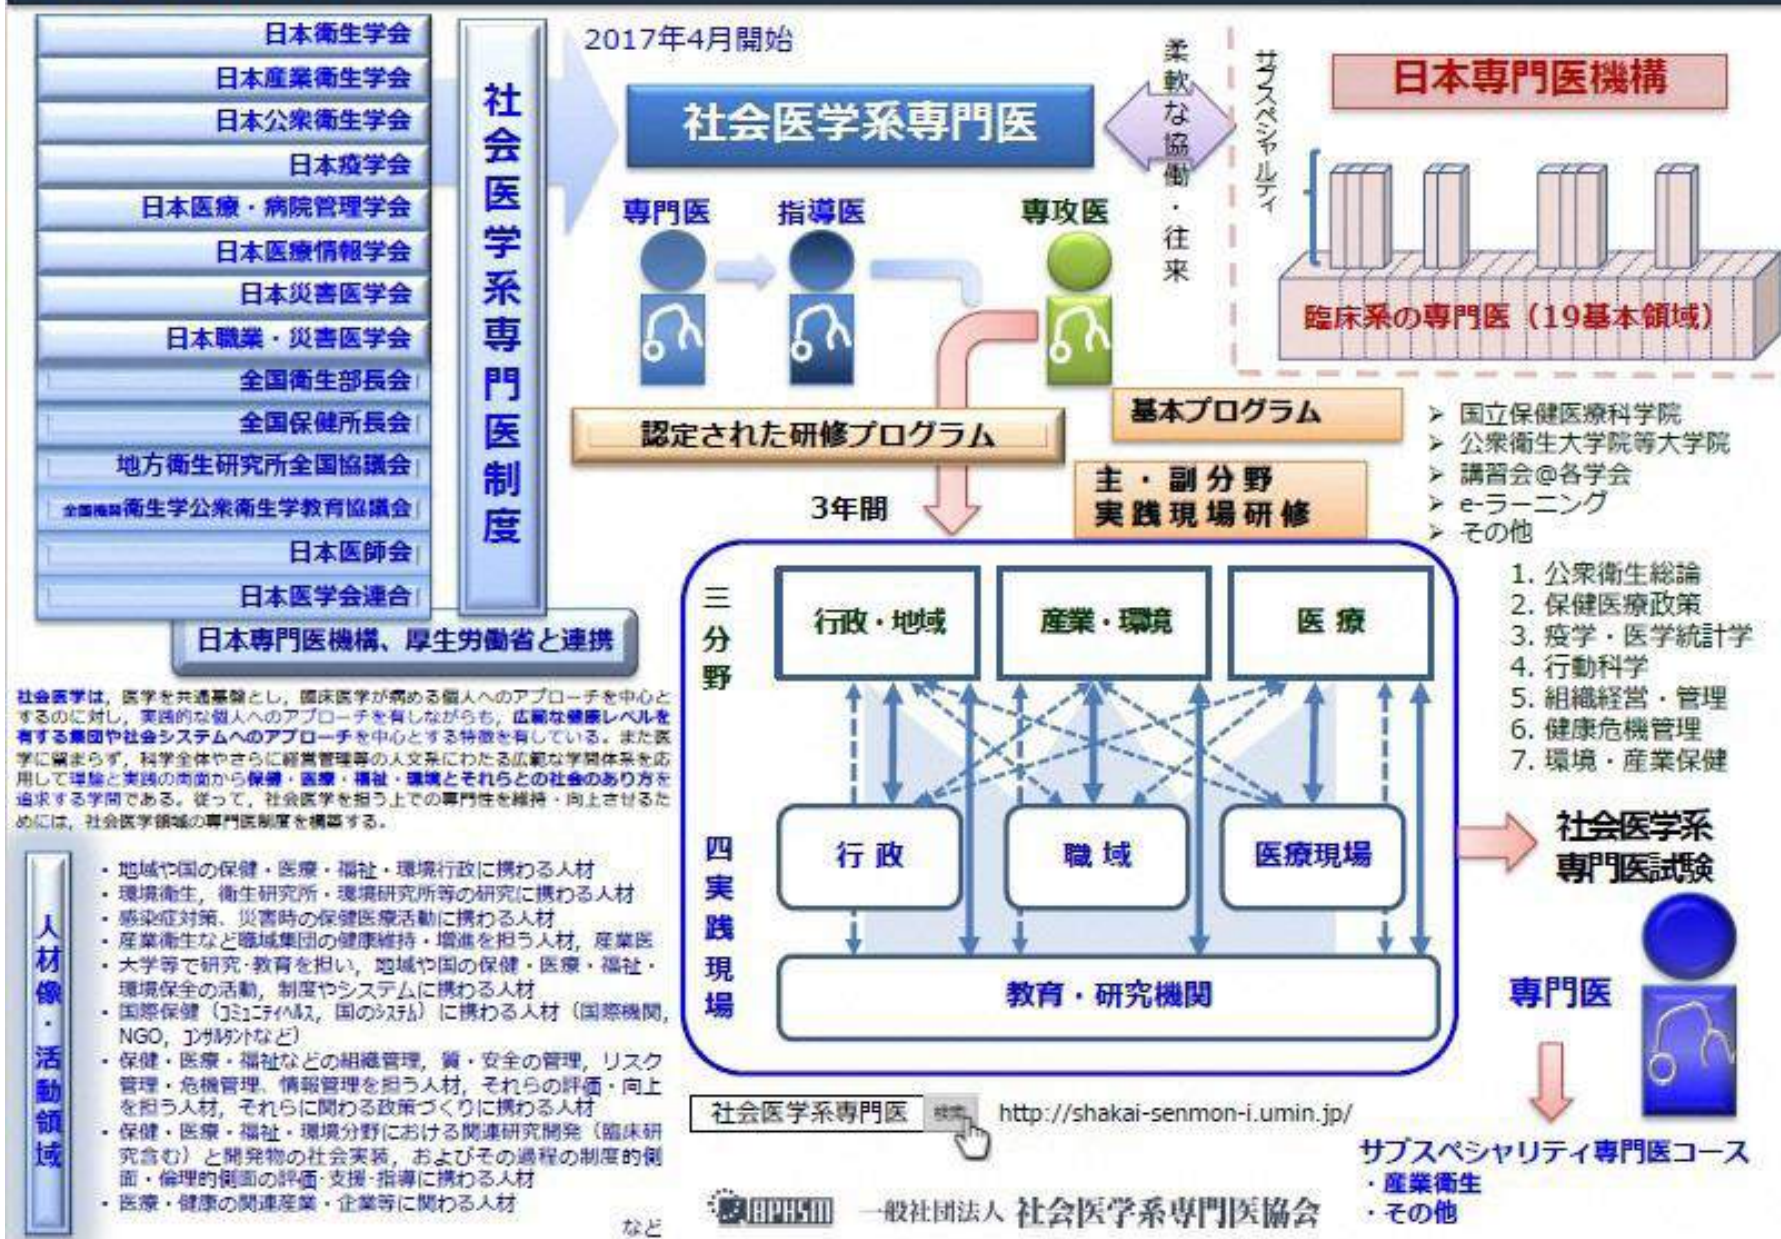 日本衛生学会
日本産業衛生学会
日本公衆衛生学会
日本疫学会
日本医療・病院管理学会
日本医療情報学会
日本災害医学会
日本職業・災害医学会
全国衛生部長会
全国保健所長会
地方衛生研究所全国協議会
衛生学公衆衛生学教育協議会
日本医師会
日本医学会連合
社会医学系専門医制度
日本専門医機構、厚生労働省と連携
2017年4月開始
社会医学系専門医
柔軟な協働・往来
サブスペシャルティ
日本専門医機構
臨床系の専門医（19基本領域）
専門医
指導医
専攻医
認定された研修プログラム
3年間
基本プログラム
主・副分野
実践現場研修
➢ 国立保健医療科学院
➢ 公衆衛生大学院等大学院
➢ 講習会@各学会
➢ e-ラーニング
➢ その他
1. 公衆衛生総論
2. 保健医療政策
3. 疫学・医学統計学
4. 行動科学
5. 組織経営・管理
6. 健康危機管理
7. 環境・産業保健
三分野
行政・地域
産業・環境
医療
四実践現場
行政
職域
医療現場
教育・研究機関
社会医学系
専門医試験
専門医
サブスペシャリティ専門医コース
・産業衛生
・その他
社会医学は，医学を共通基盤とし，臨床医学が病める個人へのアプローチを中心と
するのに対し，実践的な個人へのアプローチを有しながらも，広範な健康レベルを
有する集団や社会システムへのアプローチを中心とする特徴を有している。また医
学に留まらず，科学全体やさらに経営管理等の人文系にわたる広範な学問体系を応
用して理論と実践の両面から保健・医療・福祉・環境とそれらとの社会のあり方を
追求する学問である。従って，社会医学を担う上での専門性を維持・向上させるた
めには，社会医学領域の専門医制度を構築する。
人材像・活動領域
・地域や国の保健・医療・福祉・環境行政に携わる人材
・環境衛生，衛生研究所・環境研究所等の研究に携わる人材
・感染症対策、災害時の保健医療活動に携わる人材
・産業衛生など職域集団の健康維持・増進を担う人材，産業医
・大学等で研究・教育を担い，地域や国の保健・医療・福祉・
環境保全の活動，制度やシステムに携わる人材
・国際保健（コミュニティヘルス，国のシステム）に携わる人材（国際機関，
NGO，コンサルタントなど）
・保健・医療・福祉などの組織管理，質・安全の管理，リスク
管理・危機管理、情報管理を担う人材，それらの評価・向上
を担う人材，それらに関わる政策づくりに携わる人材
・保健・医療・福祉・環境分野における関連研究開発（臨床研
究含む）と開発物の社会実装，およびその過程の制度的側
面・倫理的側面の評価・支援・指導に携わる人材
・医療・健康の関連産業・企業等に関わる人材
など
社会医学系専門医 検索 http://shakai-senmon-i.umin.jp/
APHSM 一般社団法人 社会医学系専門医協会